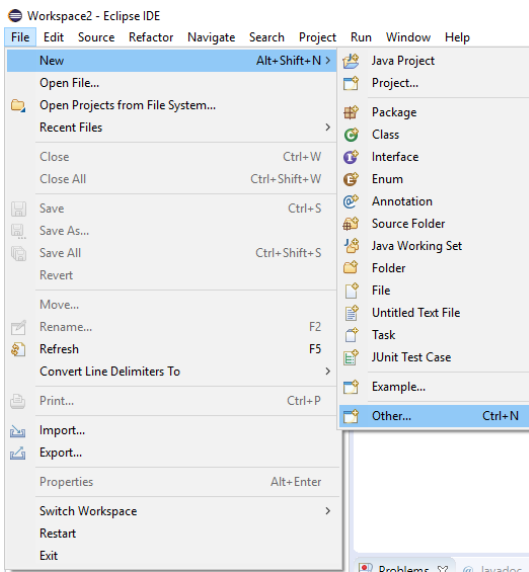 Workspace2 - Eclipse IDE
File Edit Source Refactor Navigate Search Project Run Window Help
New Alt+Shift+N >
Open File...
Open Projects from File System...
Recent Files >
Close Ctrl+W
Close All Ctrl+Shift+W
Save Ctrl+S
Save As...
Save All Ctrl+Shift+S
Revert
Move...
Rename... F2
Refresh F5
Convert Line Delimiters To >
Print... Ctrl+P
Import...
Export...
Properties Alt+Enter
Switch Workspace >
Restart
Exit
Java Project
Project...
Package
Class
Interface
Enum
Annotation
Source Folder
Java Working Set
Folder
File
Untitled Text File
Task
JUnit Test Case
Example...
Other... Ctrl+N
Problems @ Javadoc